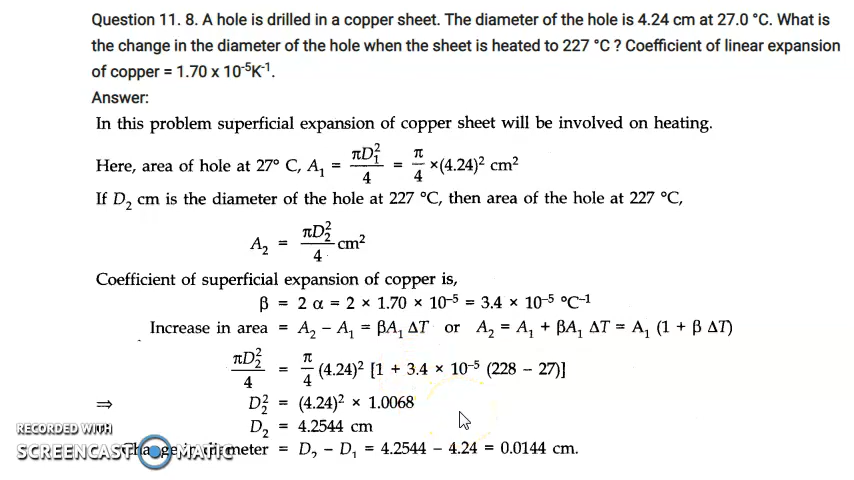 Question 11. 8. A hole is drilled in a copper sheet. The diameter of the hole is 4.24 cm at 27.0 °C. What is
the change in the diameter of the hole when the sheet is heated to 227 °C ? Coefficient of linear expansion
of copper = 1.70 x 10⁻⁵K⁻¹.
Answer:
In this problem superficial expansion of copper sheet will be involved on heating.
Here, area of hole at 27° C, A₁ = πD₁²/4 = π/4 ×(4.24)² cm²
If D₂ cm is the diameter of the hole at 227 °C, then area of the hole at 227 °C,
A₂ = πD₂²/4 cm²
Coefficient of superficial expansion of copper is,
β = 2 α = 2 × 1.70 × 10⁻⁵ = 3.4 × 10⁻⁵ °C⁻¹
Increase in area = A₂ – A₁ = βA₁ ΔT or A₂ = A₁ + βA₁ ΔT = A₁ (1 + β ΔT)
πD₂²/4 = π/4 (4.24)² [1 + 3.4 × 10⁻⁵ (228 – 27)]
⇒ D₂² = (4.24)² × 1.0068
D₂ = 4.2544 cm
Change in diameter = D₂ – D₁ = 4.2544 – 4.24 = 0.0144 cm.
RECORDED WITH
SCREENCAST MATIC